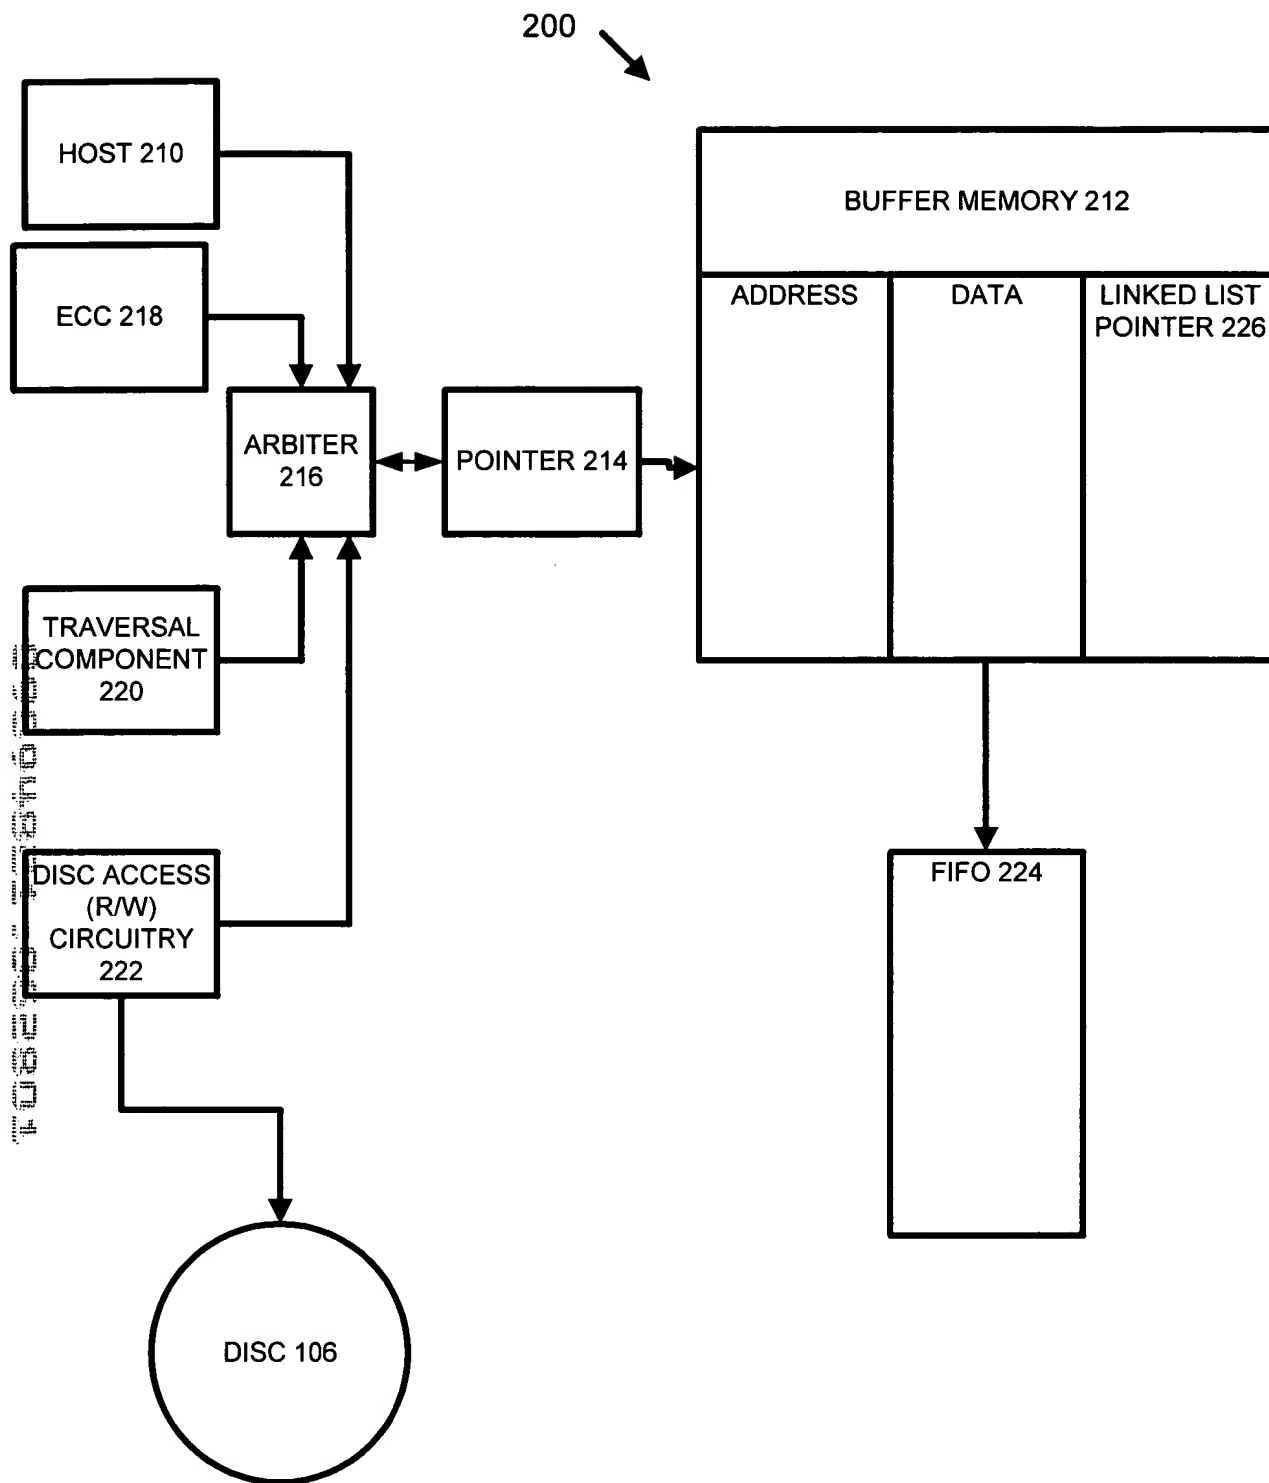 200
HOST 210
BUFFER MEMORY 212
ECC 218
ADDRESS
DATA
LINKED LIST
POINTER 226
ARBITER
216
POINTER 214
TRAVERSAL
COMPONENT
220
DISC ACCESS
(R/W)
CIRCUITRY
222
FIFO 224
DISC 106